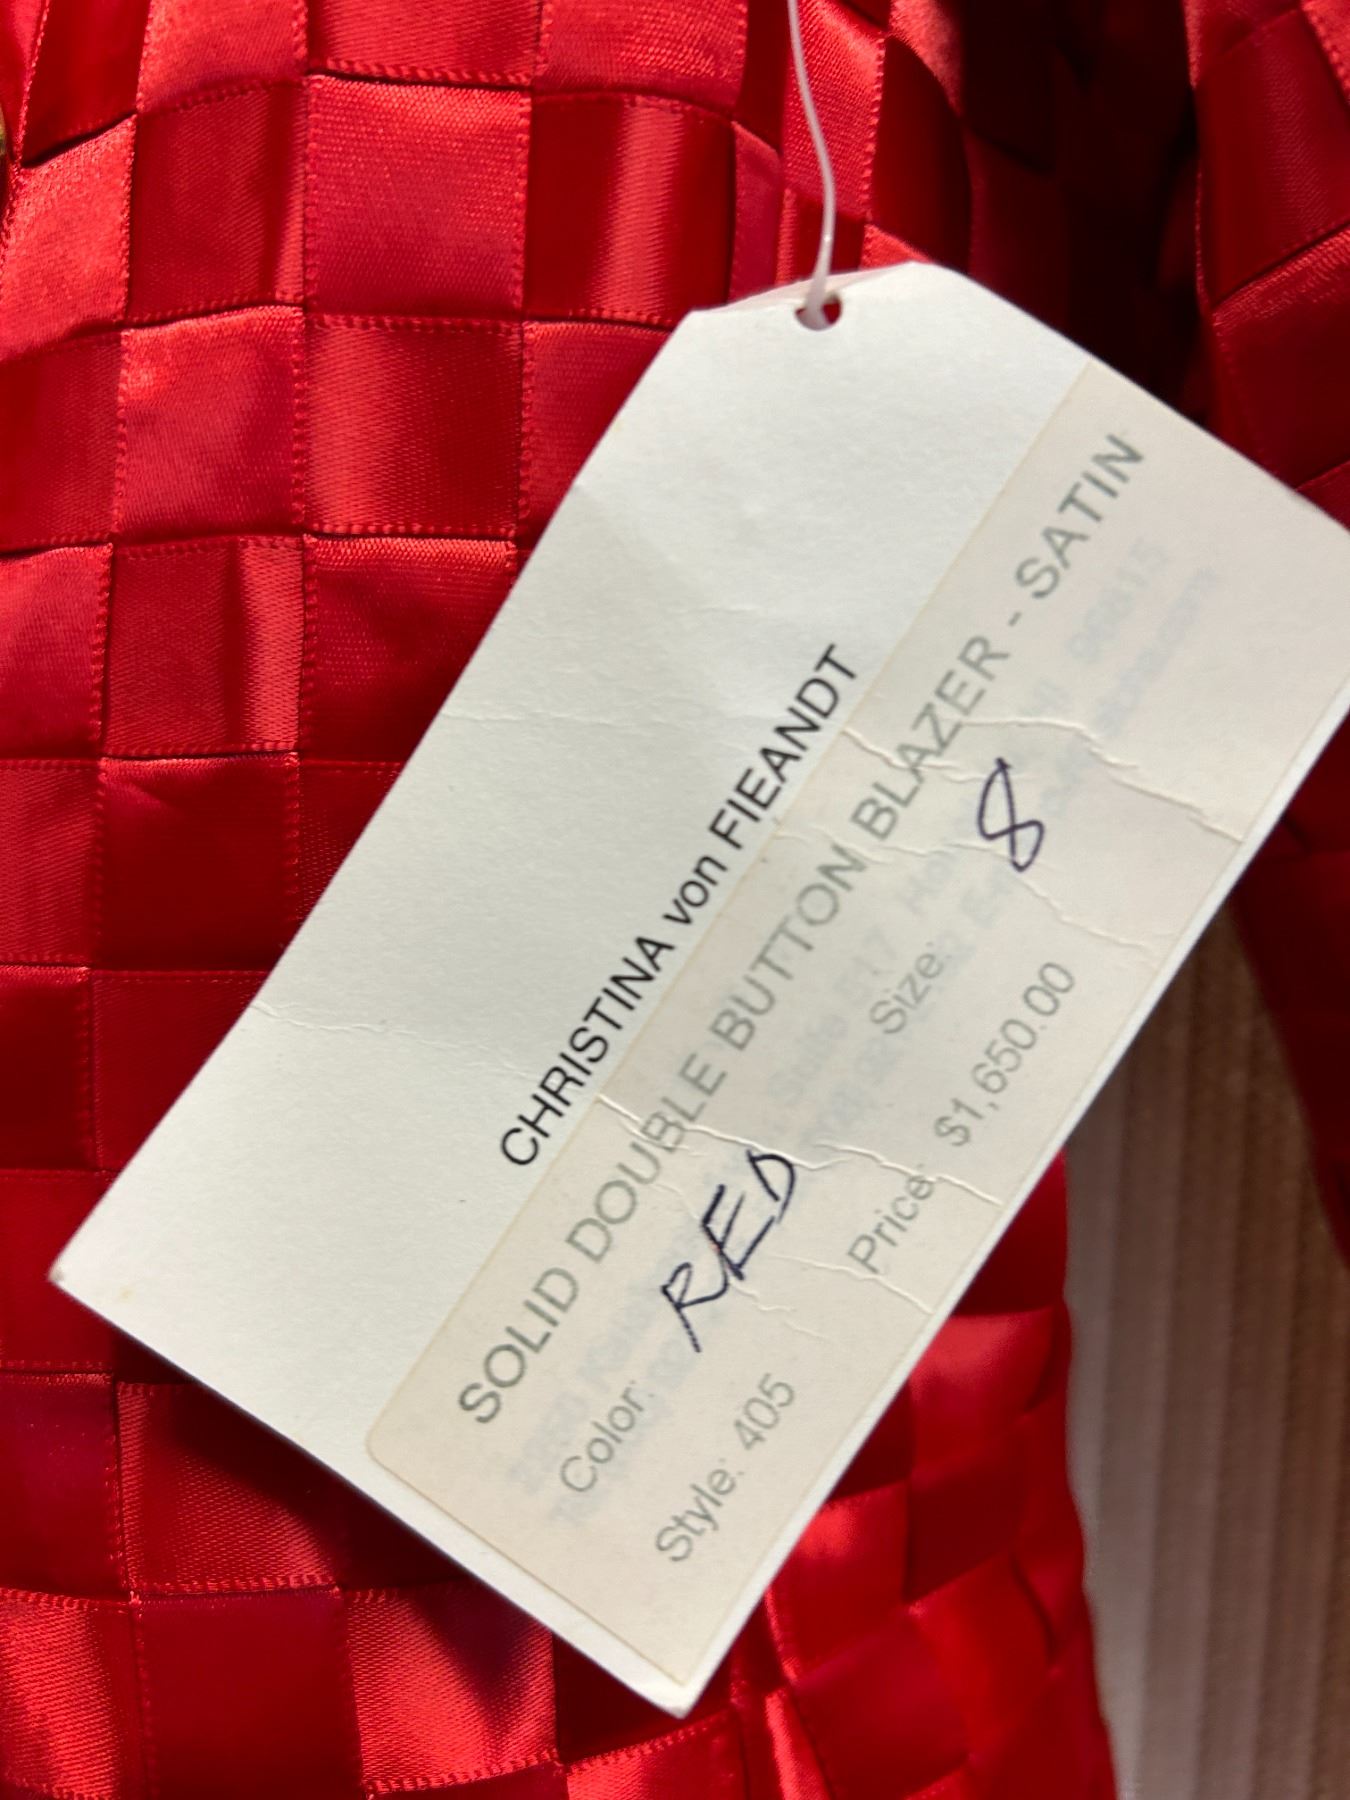 CHRISTINA von FIEANDT
SOLID DOUBLE BUTTON BLAZER - SATIN
Color: RED Size: 8
Style: 405 Price: $1,650.00